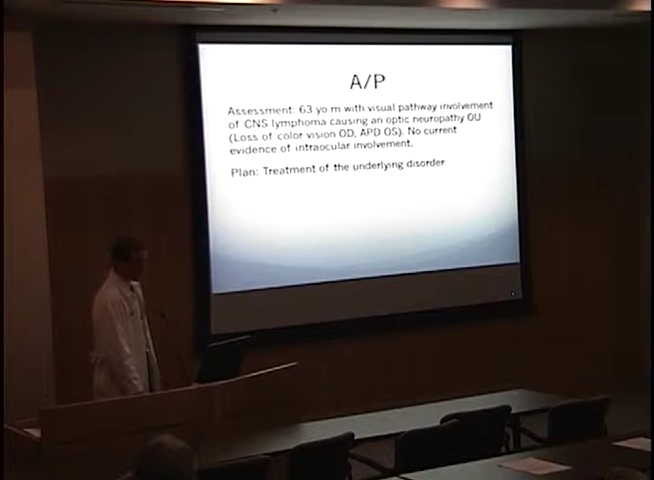 A/P
Assessment: 63 yo m with visual pathway involvement
of CNS lymphoma causing an optic neuropathy OU
(Loss of color vision OD, APD OS). No current
evidence of intraocular involvement.
Plan: Treatment of the underlying disorder